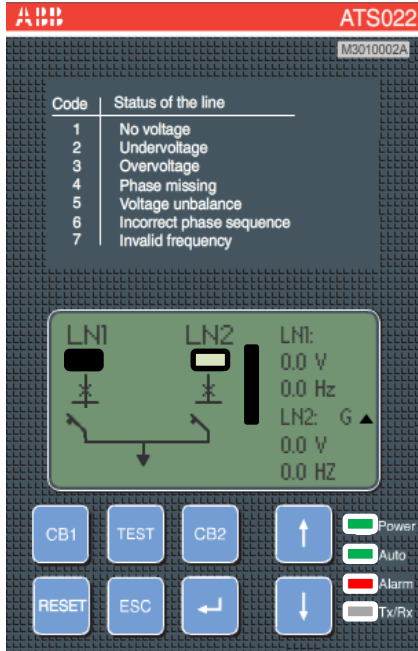 ABB ATS022
M3010002A
Code Status of the line
1 No voltage
2 Undervoltage
3 Overvoltage
4 Phase missing
5 Voltage unbalance
6 Incorrect phase sequence
7 Invalid frequency
LN1 LN2 LN1:
0.0 V
0.0 Hz
LN2: G ▲
0.0 V
0.0 HZ
CB1 TEST CB2 ↑ Power
Auto
RESET ESC ↵ ↓ Alarm
Tx/Rx